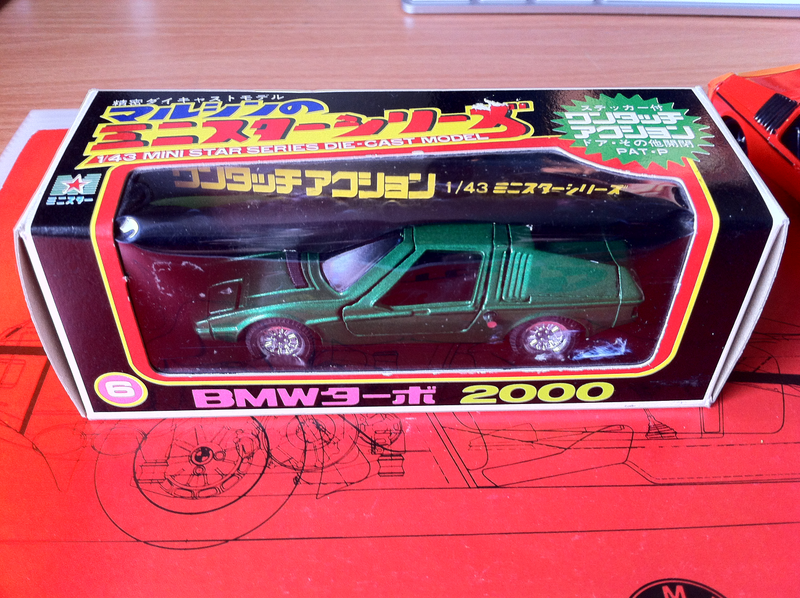 精密ダイキャストモデル
マルシンの
ミニスターシリーズ
1/43 MINI STAR SERIES DIE-CAST MODEL
ステッカー付
ワンタッチ
アクション
ドア・その他開閉
PAT・P
ミニスター
ワンタッチアクション 1/43 ミニスターシリーズ
6
BMWターボ 2000
M